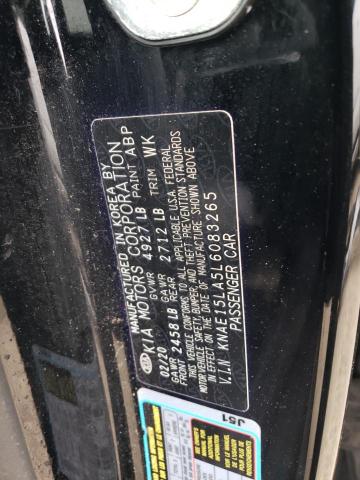 MANUFACTURED IN KOREA BY
KIA MOTORS CORPORATION
02/20 GVWR 4927 LB PAINT ABP
GAWR GAWR TRIM WK
2458 LB REAR 2712 LB
THIS VEHICLE CONFORMS TO ALL APPLICABLE U.S.A. FEDERAL
MOTOR VEHICLE SAFETY, BUMPER, AND THEFT PREVENTION STANDARDS
IN EFFECT ON THE DATE OF MANUFACTURE SHOWN ABOVE
V.I.N KNAE15LA5L6083265
PASSENGER CAR
J51